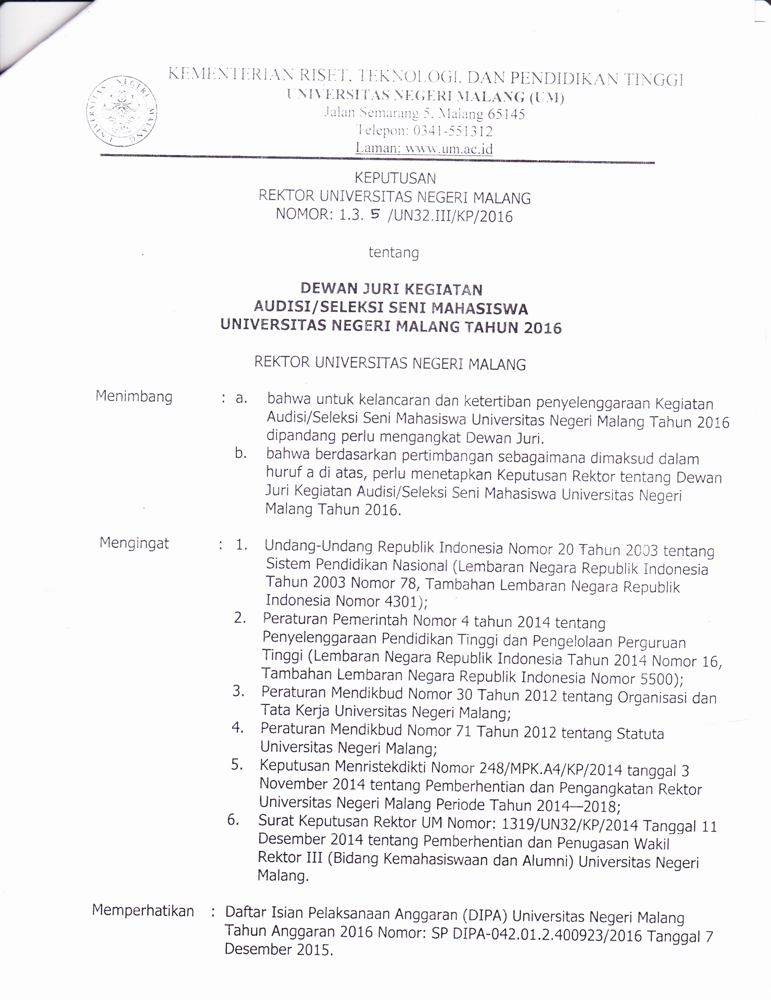 KEMENTERIAN RISET, TEKNOLOGI, DAN PENDIDIKAN TINGGI
UNIVERSITAS NEGERI MALANG (UM)
Jalan Semarang 5, Malang 65145
Telepon: 0341-551312
Laman: www.um.ac.id
UNIVERSITAS NEGERI MALANG
UM
KEPUTUSAN
REKTOR UNIVERSITAS NEGERI MALANG
NOMOR: 1.3. 5 /UN32.III/KP/2016
tentang
DEWAN JURI KEGIATAN
AUDISI/SELEKSI SENI MAHASISWA
UNIVERSITAS NEGERI MALANG TAHUN 2016
REKTOR UNIVERSITAS NEGERI MALANG
Menimbang : a. bahwa untuk kelancaran dan ketertiban penyelenggaraan Kegiatan
Audisi/Seleksi Seni Mahasiswa Universitas Negeri Malang Tahun 2016
dipandang perlu mengangkat Dewan Juri.
b. bahwa berdasarkan pertimbangan sebagaimana dimaksud dalam
huruf a di atas, perlu menetapkan Keputusan Rektor tentang Dewan
Juri Kegiatan Audisi/Seleksi Seni Mahasiswa Universitas Negeri
Malang Tahun 2016.
Mengingat : 1. Undang-Undang Republik Indonesia Nomor 20 Tahun 2003 tentang
Sistem Pendidikan Nasional (Lembaran Negara Republik Indonesia
Tahun 2003 Nomor 78, Tambahan Lembaran Negara Republik
Indonesia Nomor 4301);
2. Peraturan Pemerintah Nomor 4 tahun 2014 tentang
Penyelenggaraan Pendidikan Tinggi dan Pengelolaan Perguruan
Tinggi (Lembaran Negara Republik Indonesia Tahun 2014 Nomor 16,
Tambahan Lembaran Negara Republik Indonesia Nomor 5500);
3. Peraturan Mendikbud Nomor 30 Tahun 2012 tentang Organisasi dan
Tata Kerja Universitas Negeri Malang;
4. Peraturan Mendikbud Nomor 71 Tahun 2012 tentang Statuta
Universitas Negeri Malang;
5. Keputusan Menristekdikti Nomor 248/MPK.A4/KP/2014 tanggal 3
November 2014 tentang Pemberhentian dan Pengangkatan Rektor
Universitas Negeri Malang Periode Tahun 2014—2018;
6. Surat Keputusan Rektor UM Nomor: 1319/UN32/KP/2014 Tanggal 11
Desember 2014 tentang Pemberhentian dan Penugasan Wakil
Rektor III (Bidang Kemahasiswaan dan Alumni) Universitas Negeri
Malang.
Memperhatikan : Daftar Isian Pelaksanaan Anggaran (DIPA) Universitas Negeri Malang
Tahun Anggaran 2016 Nomor: SP DIPA-042.01.2.400923/2016 Tanggal 7
Desember 2015.